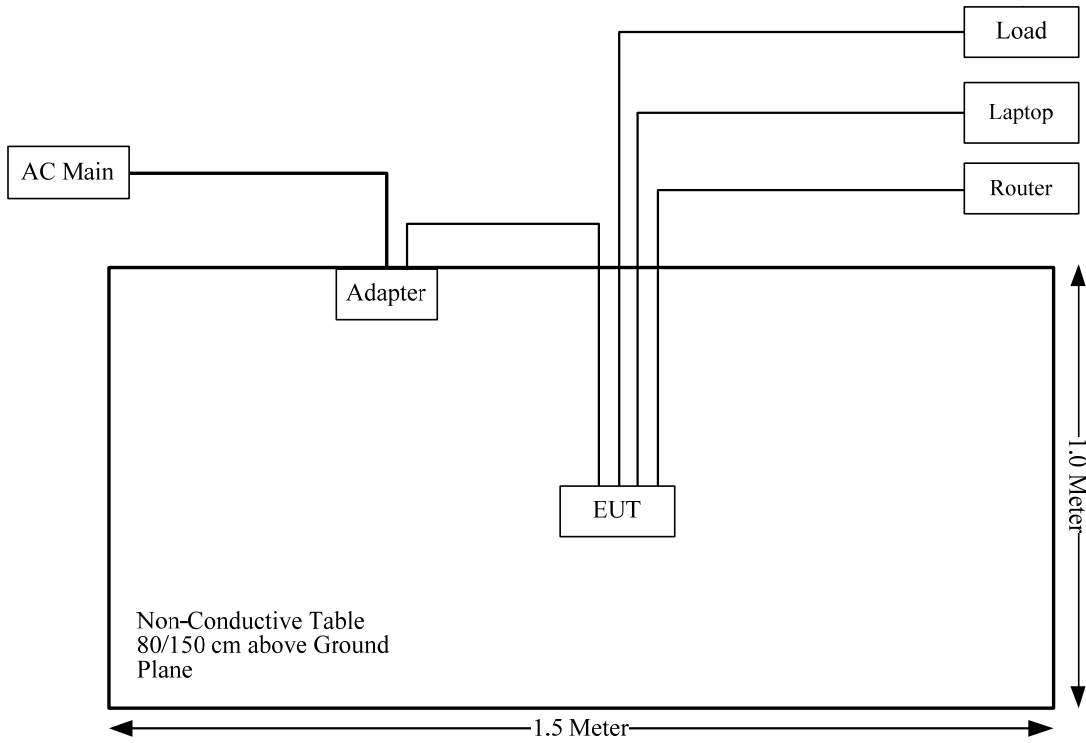 Load
Laptop
AC Main
Router
Adapter
1.0 Meter
EUT
Non-Conductive Table
80/150 cm above Ground
Plane
1.5 Meter